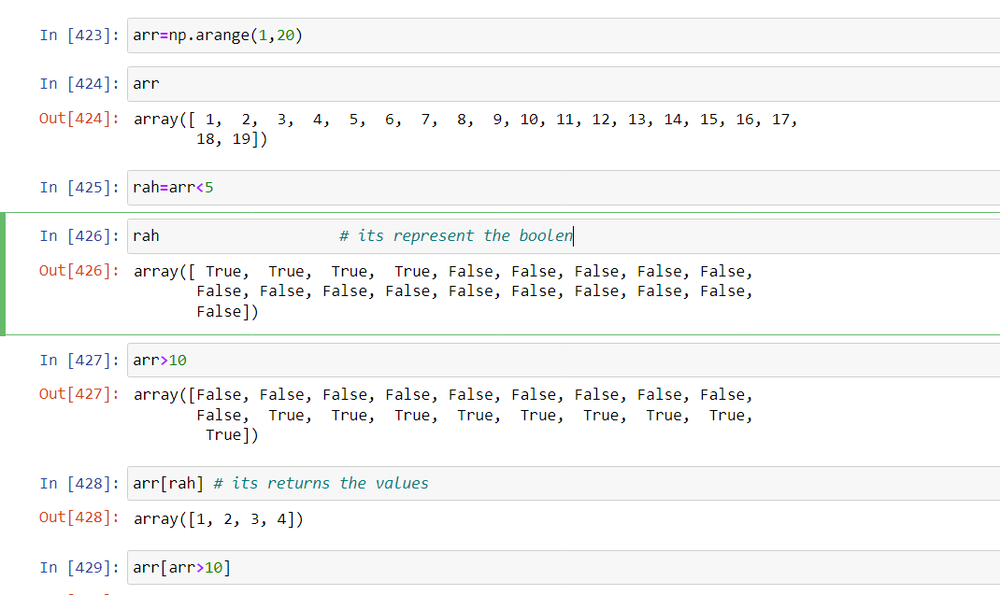 In [423]: arr=np.arange(1,20)
In [424]: arr
Out[424]: array([ 1,  2,  3,  4,  5,  6,  7,  8,  9, 10, 11, 12, 13, 14, 15, 16, 17,
18, 19])
In [425]: rah=arr<5
In [426]: rah # its represent the boolen
Out[426]: array([ True,  True,  True,  True, False, False, False, False, False,
False, False, False, False, False, False, False, False, False,
False])
In [427]: arr>10
Out[427]: array([False, False, False, False, False, False, False, False, False,
False,  True,  True,  True,  True,  True,  True,  True,  True,
True])
In [428]: arr[rah] # its returns the values
Out[428]: array([1, 2, 3, 4])
In [429]: arr[arr>10]